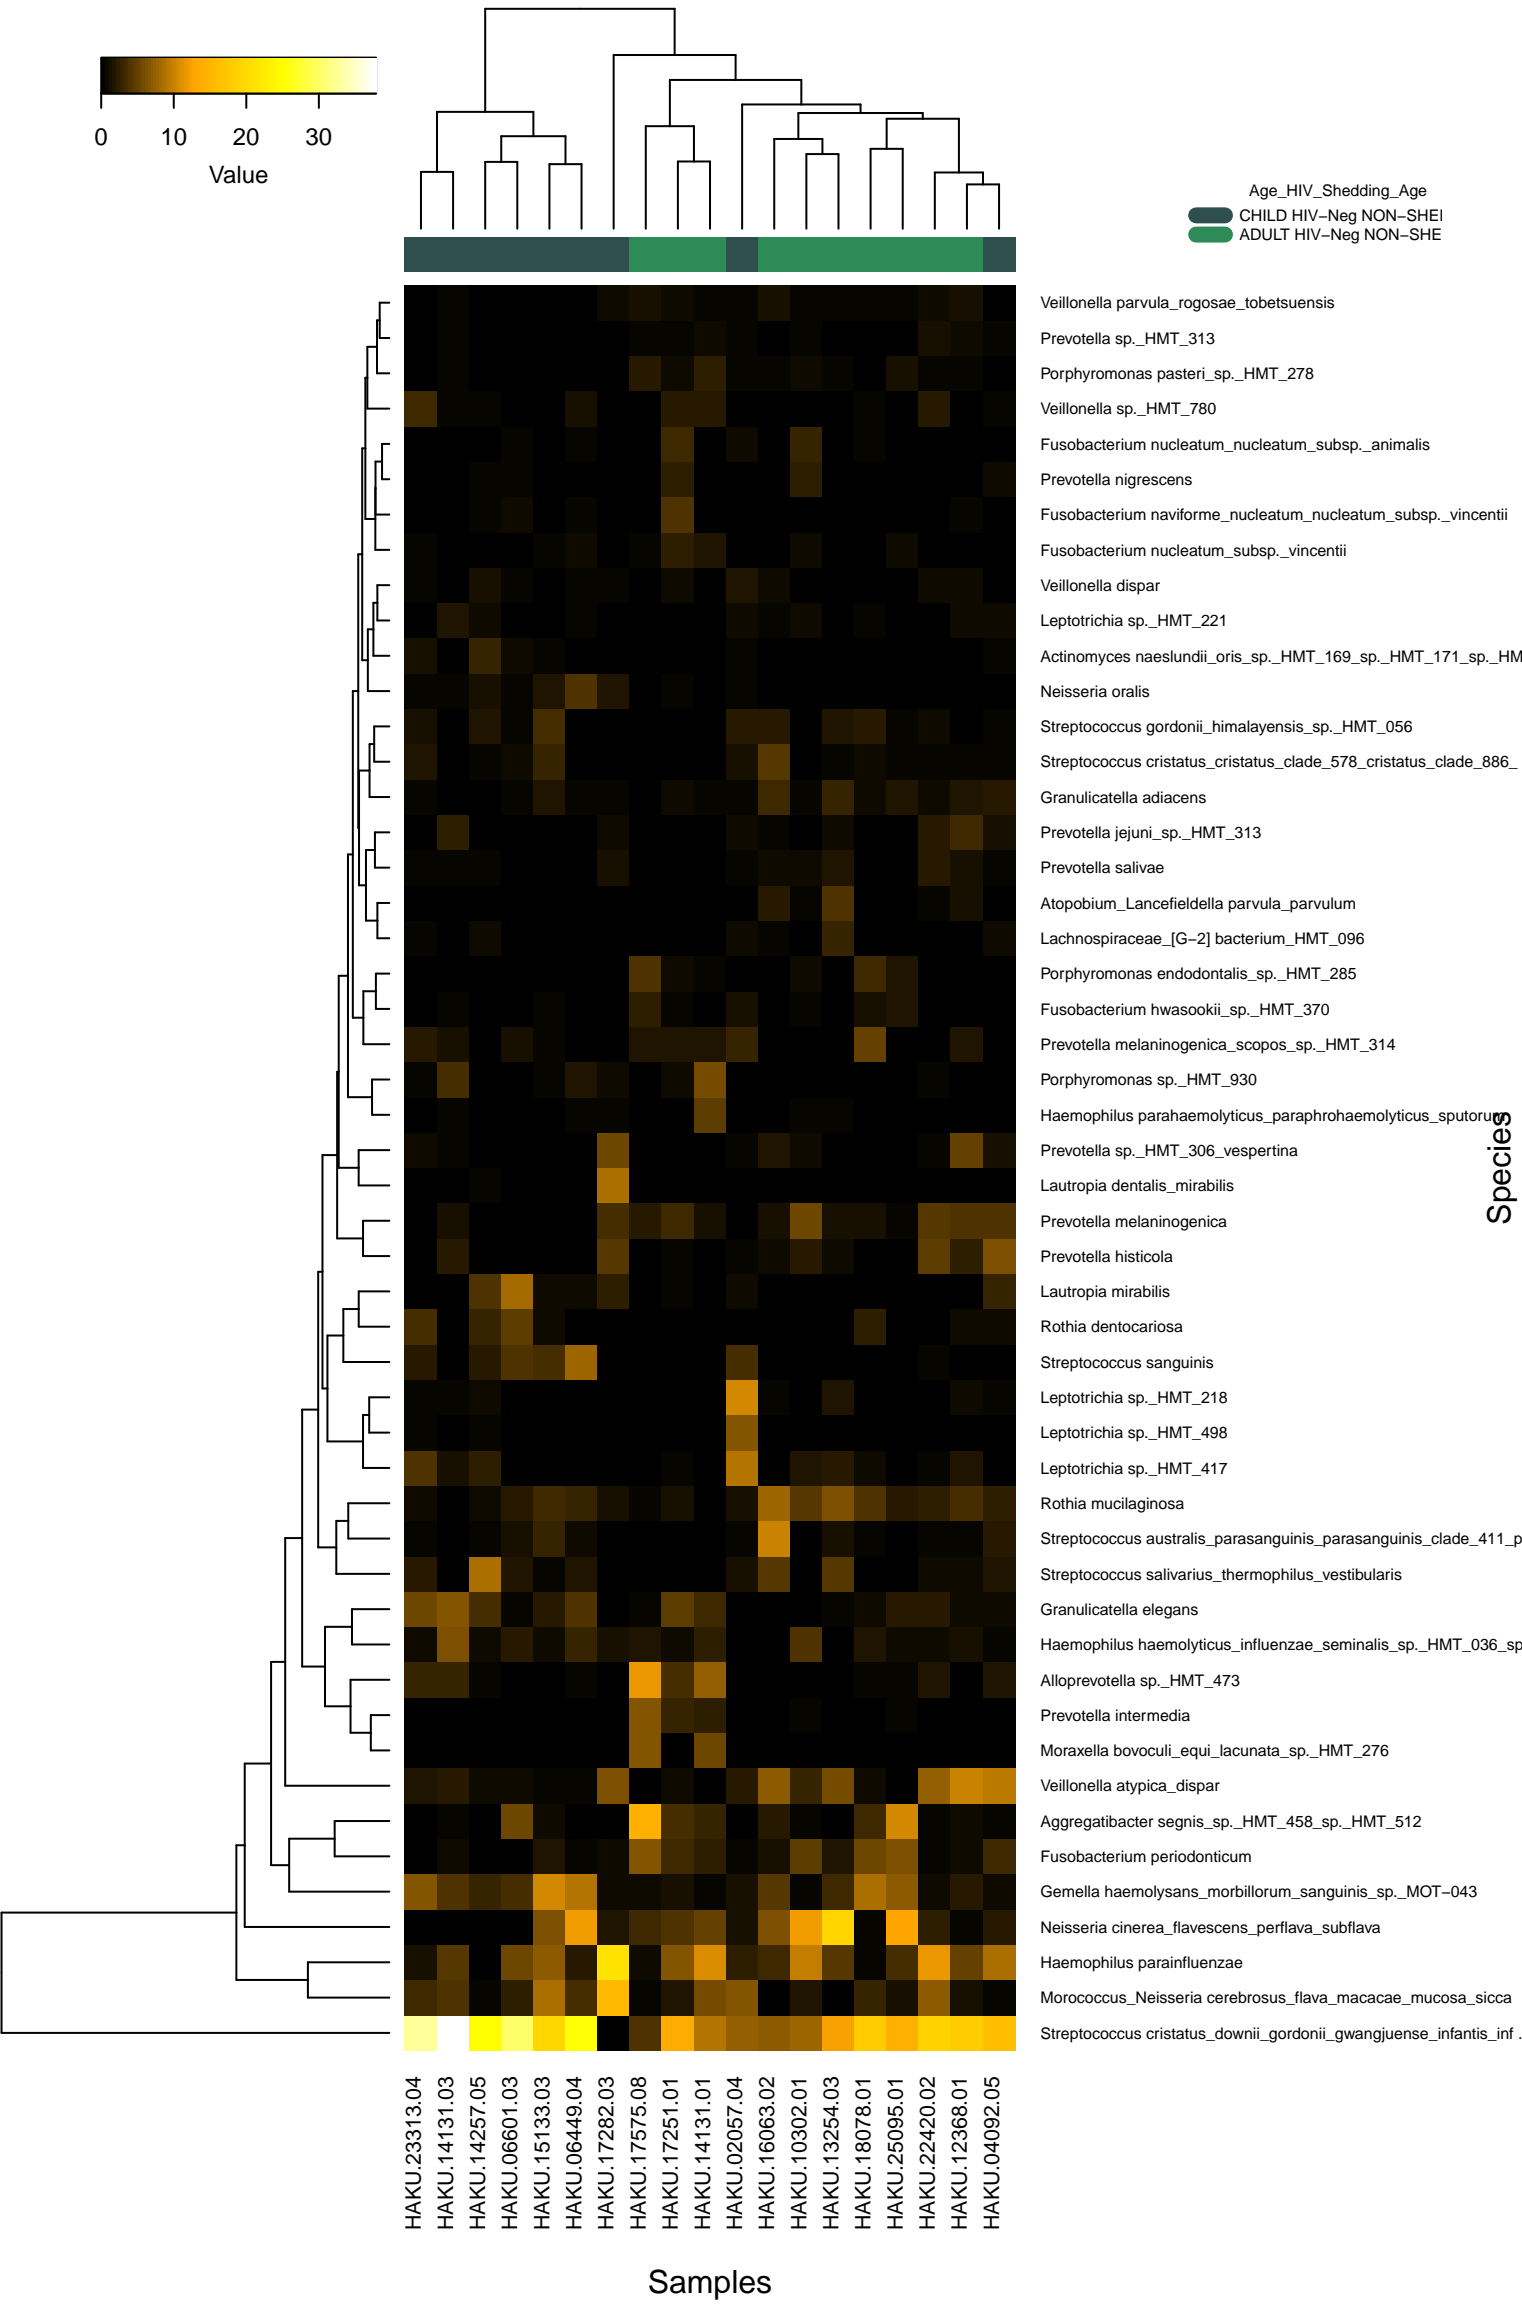 0 10 20 30
Value
Age_HIV_Shedding_Age
CHILD HIV−Neg NON−SHEI
ADULT HIV−Neg NON−SHE
Veillonella parvula_rogosae_tobetsuensis
Prevotella sp._HMT_313
Porphyromonas pasteri_sp._HMT_278
Veillonella sp._HMT_780
Fusobacterium nucleatum_nucleatum_subsp._animalis
Prevotella nigrescens
Fusobacterium naviforme_nucleatum_nucleatum_subsp._vincentii
Fusobacterium nucleatum_subsp._vincentii
Veillonella dispar
Leptotrichia sp._HMT_221
Actinomyces naeslundii_oris_sp._HMT_169_sp._HMT_171_sp._HM
Neisseria oralis
Streptococcus gordonii_himalayensis_sp._HMT_056
Streptococcus cristatus_cristatus_clade_578_cristatus_clade_886_
Granulicatella adiacens
Prevotella jejuni_sp._HMT_313
Prevotella salivae
Atopobium_Lancefieldella parvula_parvulum
Lachnospiraceae_[G−2] bacterium_HMT_096
Porphyromonas endodontalis_sp._HMT_285
Fusobacterium hwasookii_sp._HMT_370
Prevotella melaninogenica_scopos_sp._HMT_314
Porphyromonas sp._HMT_930
Haemophilus parahaemolyticus_paraphrohaemolyticus_sputorum
Prevotella sp._HMT_306_vespertina
Lautropia dentalis_mirabilis
Prevotella melaninogenica
Prevotella histicola
Lautropia mirabilis
Rothia dentocariosa
Streptococcus sanguinis
Leptotrichia sp._HMT_218
Leptotrichia sp._HMT_498
Leptotrichia sp._HMT_417
Rothia mucilaginosa
Streptococcus australis_parasanguinis_parasanguinis_clade_411_p
Streptococcus salivarius_thermophilus_vestibularis
Granulicatella elegans
Haemophilus haemolyticus_influenzae_seminalis_sp._HMT_036_sp
Alloprevotella sp._HMT_473
Prevotella intermedia
Moraxella bovoculi_equi_lacunata_sp._HMT_276
Veillonella atypica_dispar
Aggregatibacter segnis_sp._HMT_458_sp._HMT_512
Fusobacterium periodonticum
Gemella haemolysans_morbillorum_sanguinis_sp._MOT−043
Neisseria cinerea_flavescens_perflava_subflava
Haemophilus parainfluenzae
Morococcus_Neisseria cerebrosus_flava_macacae_mucosa_sicca
Streptococcus cristatus_downii_gordonii_gwangjuense_infantis_inf .
Species
HAKU.23313.04
HAKU.14131.03
HAKU.14257.05
HAKU.06601.03
HAKU.15133.03
HAKU.06449.04
HAKU.17282.03
HAKU.17575.08
HAKU.17251.01
HAKU.14131.01
HAKU.02057.04
HAKU.16063.02
HAKU.10302.01
HAKU.13254.03
HAKU.18078.01
HAKU.25095.01
HAKU.22420.02
HAKU.12368.01
HAKU.04092.05
Samples